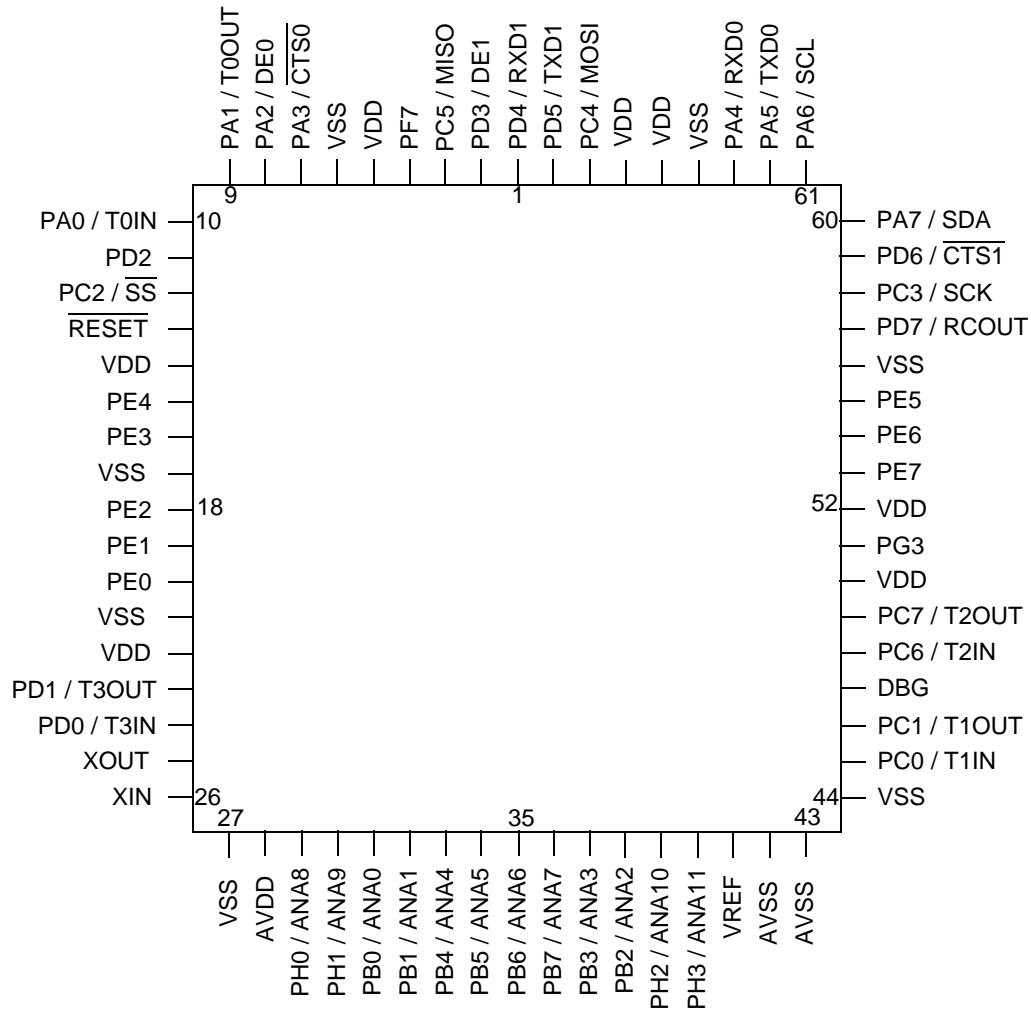 PA1 / T0OUT
PA2 / DE0
PA3 / CTS0
VSS
VDD
PF7
PC5 / MISO
PD3 / DE1
PD4 / RXD1
PD5 / TXD1
PC4 / MOSI
VDD
VDD
VSS
PA4 / RXD0
PA5 / TXD0
PA6 / SCL
9
1
61
PA0 / T0IN
10
PD2
PC2 / SS
RESET
VDD
PE4
PE3
VSS
PE2
18
PE1
PE0
VSS
VDD
PD1 / T3OUT
PD0 / T3IN
XOUT
XIN
26
60
PA7 / SDA
PD6 / CTS1
PC3 / SCK
PD7 / RCOUT
VSS
PE5
PE6
PE7
52
VDD
PG3
VDD
PC7 / T2OUT
PC6 / T2IN
DBG
PC1 / T1OUT
PC0 / T1IN
44
VSS
27
35
43
VSS
AVDD
PH0 / ANA8
PH1 / ANA9
PB0 / ANA0
PB1 / ANA1
PB4 / ANA4
PB5 / ANA5
PB6 / ANA6
PB7 / ANA7
PB3 / ANA3
PB2 / ANA2
PH2 / ANA10
PH3 / ANA11
VREF
AVSS
AVSS